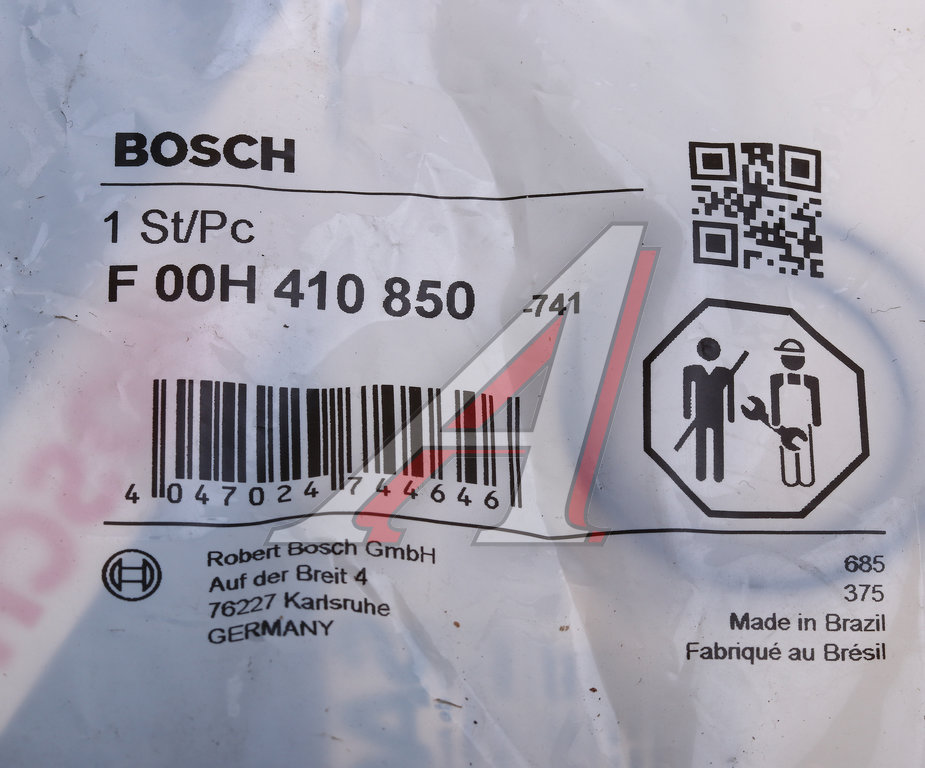 BOSCH
1 St/Pc
F 00H 410 850 -741
4 047024 744646
Robert Bosch GmbH
Auf der Breit 4
76227 Karlsruhe
GERMANY
685
375
Made in Brazil
Fabriqué au Brésil